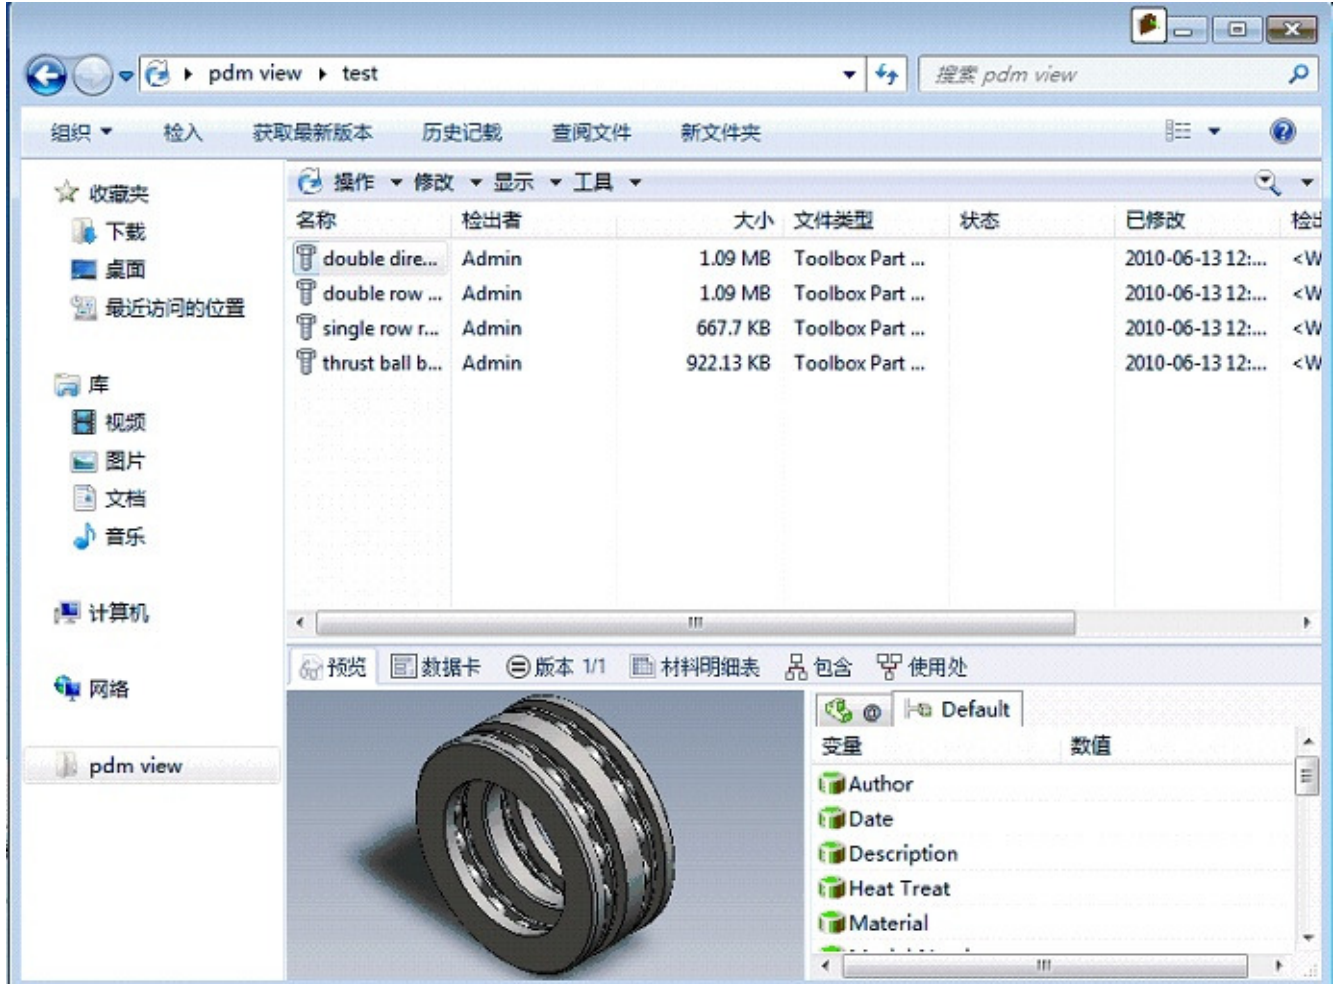 pdm view test
搜索 pdm view
组织 检入 获取最新版本 历史记载 查阅文件 新文件夹
收藏夹
下载
桌面
最近访问的位置
库
视频
图片
文档
音乐
计算机
网络
pdm view
操作 修改 显示 工具
名称 检出者 大小 文件类型 状态 已修改 检出
double dire... Admin 1.09 MB Toolbox Part ... 2010-06-13 12:... <W
double row ... Admin 1.09 MB Toolbox Part ... 2010-06-13 12:... <W
single row r... Admin 667.7 KB Toolbox Part ... 2010-06-13 12:... <W
thrust ball b... Admin 922.13 KB Toolbox Part ... 2010-06-13 12:... <W
预览 数据卡 版本 1/1 材料明细表 包含 使用处
@ Default
变量 数值
Author
Date
Description
Heat Treat
Material